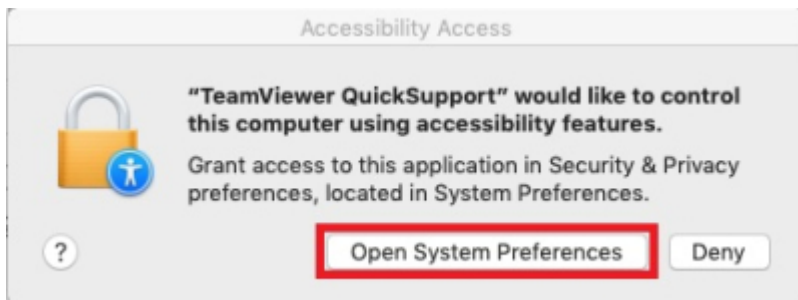 Accessibility Access
“TeamViewer QuickSupport” would like to control
this computer using accessibility features.
Grant access to this application in Security & Privacy
preferences, located in System Preferences.
?
Open System Preferences
Deny